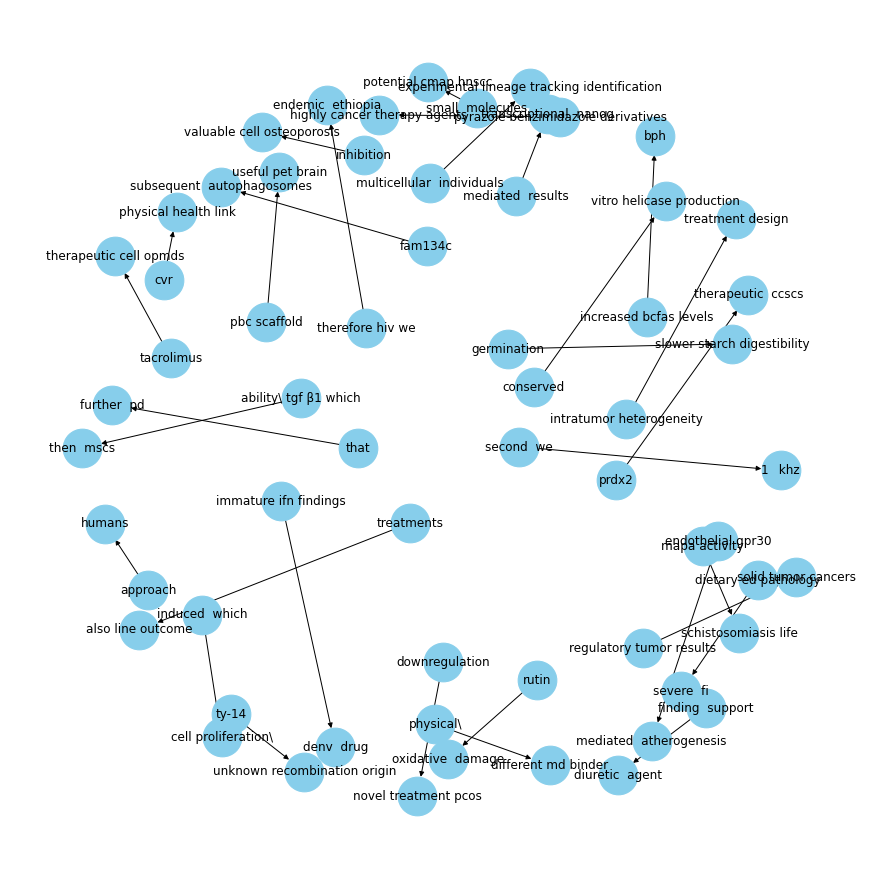 potential cmap hnscc
experimental lineage tracking identification
endemic  ethiopia
small  molecules
highly cancer therapy agents
transcriptional  nanog
pyrazole-benzimidazole derivatives
valuable cell osteoporosis
bph
inhibition
useful pet brain
subsequent  autophagosomes
multicellular  individuals
mediated  results
vitro helicase production
physical health link
treatment design
fam134c
therapeutic cell opmds
cvr
therapeutic  ccscs
pbc scaffold
therefore hiv we
increased bcfas levels
tacrolimus
germination
slower starch digestibility
conserved
ability\ tgf β1 which
further  pd
intratumor heterogeneity
then  mscs
that
second  we
1   khz
prdx2
immature ifn findings
humans
treatments
endothelial gpr30
mapa activity
solid tumor cancers
dietary ed pathology
approach
induced  which
also line outcome
schistosomiasis life
regulatory tumor results
downregulation
rutin
severe  fi
finding  support
ty-14
physical\
cell proliferation\
mediated  atherogenesis
denv  drug
oxidative  damage
different md binder
unknown recombination origin
diuretic  agent
novel treatment pcos